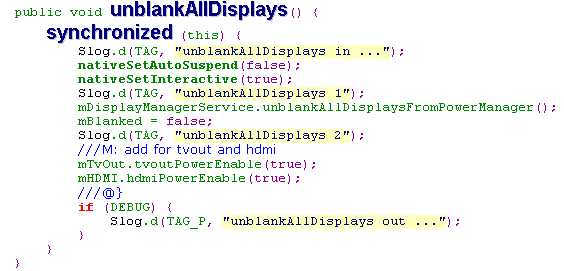 public void unblankAllDisplays() {
synchronized (this) {
Slog.d(TAG, "unblankAllDisplays in ...");
nativeSetAutoSuspend(false);
nativeSetInteractive(true);
Slog.d(TAG, "unblankAllDisplays 1");
mDisplayManagerService.unblankAllDisplaysFromPowerManager();
mBlanked = false;
Slog.d(TAG, "unblankAllDisplays 2");
///M: add for tvout and hdmi
mTvOut.tvoutPowerEnable(true);
mHDMI.hdmiPowerEnable(true);
///@}
if (DEBUG) {
Slog.d(TAG_P, "unblankAllDisplays out ...");
}
}
}